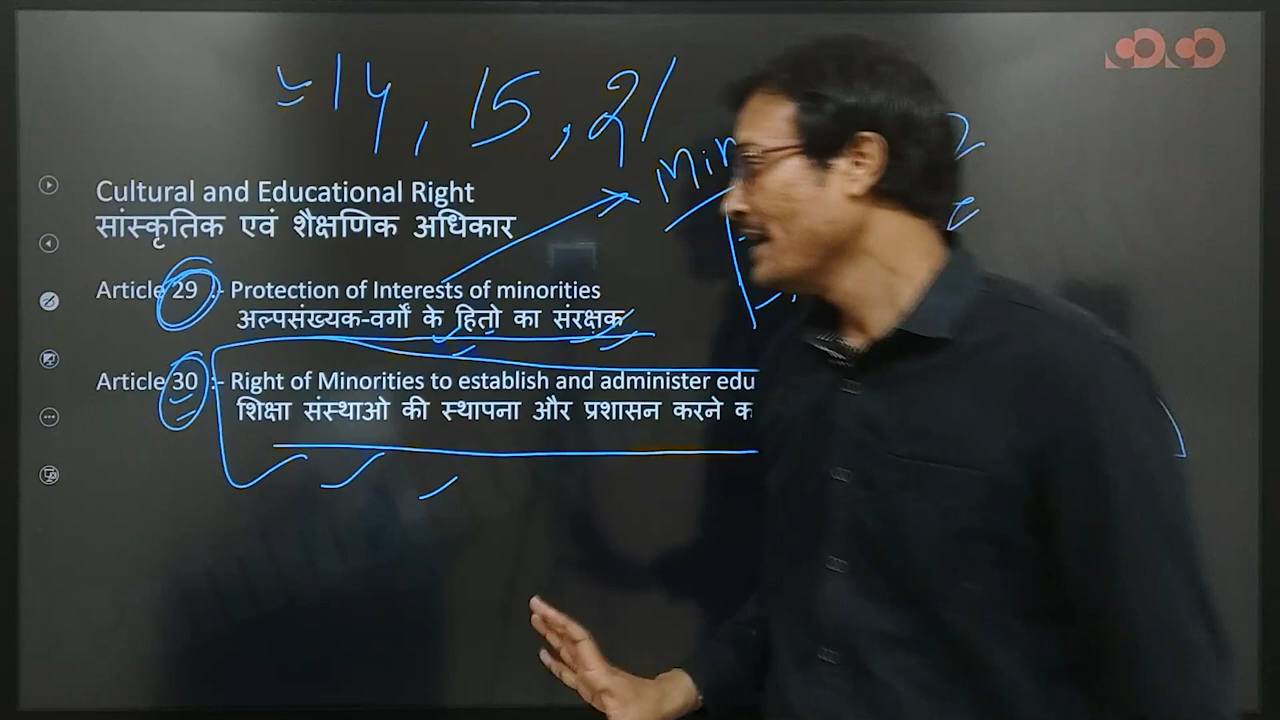 14, 15, 21
Cultural and Educational Right
सांस्कृतिक एवं शैक्षणिक अधिकार
Article 29 :- Protection of Interests of minorities
अल्पसंख्यक-वर्गों के हितो का संरक्षक
Article 30 :- Right of Minorities to establish and administer edu
शिक्षा संस्थाओ की स्थापना और प्रशासन करने क